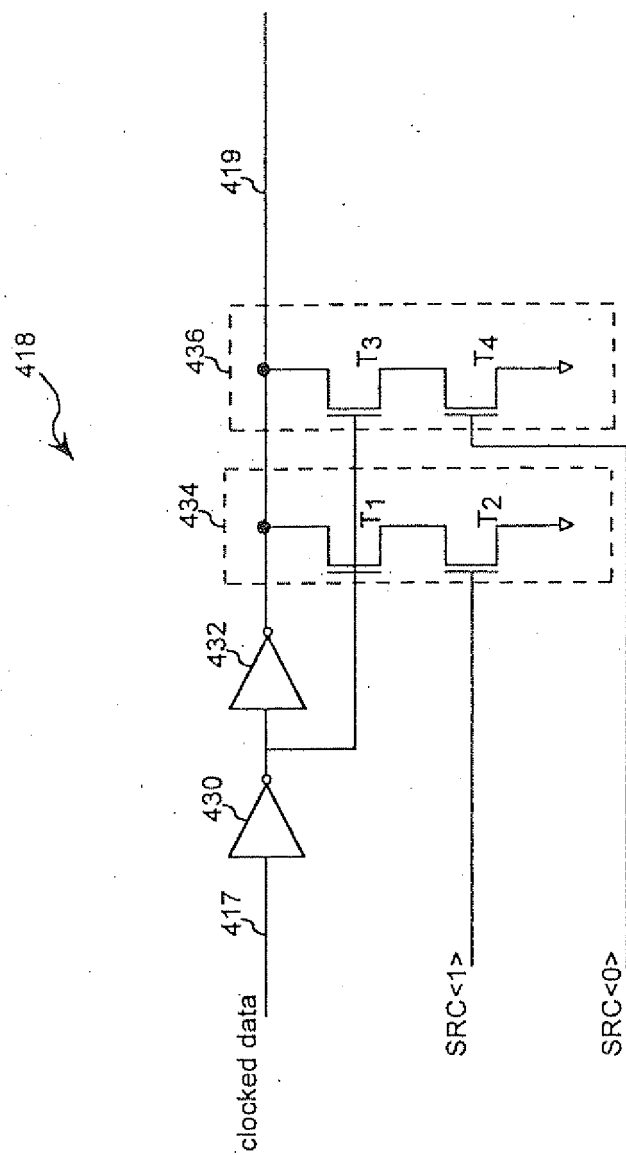 418
clocked data
417
430
432
434
436
419
T1
T3
T2
T4
SRC<1>
SRC<0>